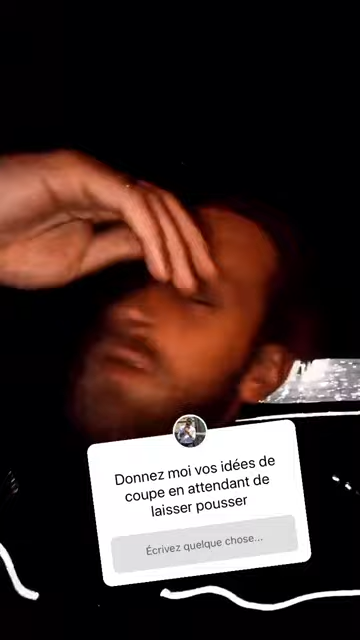 Donnez moi vos idées de
coupe en attendant de
laisser pousser
Écrivez quelque chose...